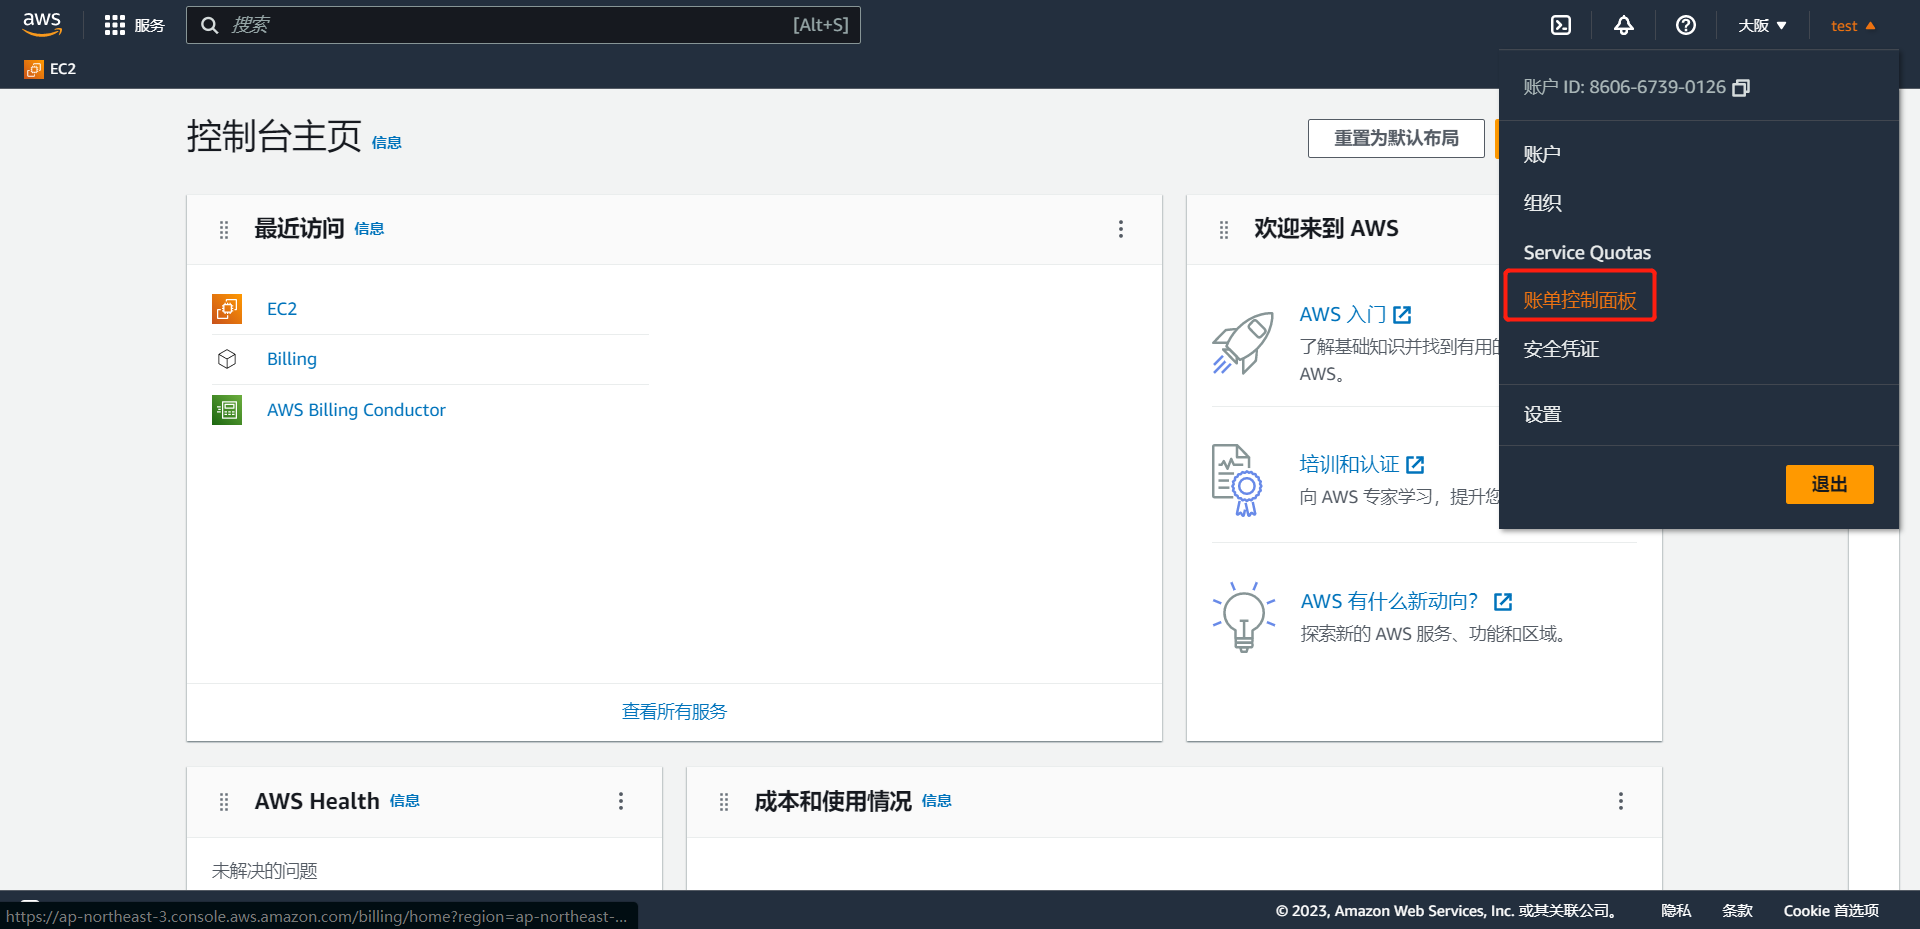 aws
服务
搜索
[Alt+S]
大阪 ▼
test ▲
EC2
账户 ID: 8606-6739-0126
账户
组织
Service Quotas
账单控制面板
安全凭证
设置
退出
控制台主页 信息
重置为默认布局
最近访问 信息
EC2
Billing
AWS Billing Conductor
查看所有服务
欢迎来到 AWS
AWS 入门
了解基础知识并找到有用的
AWS。
培训和认证
向 AWS 专家学习，提升您
AWS 有什么新动向？
探索新的 AWS 服务、功能和区域。
AWS Health 信息
未解决的问题
成本和使用情况 信息
https://ap-northeast-3.console.aws.amazon.com/billing/home?region=ap-northeast-...
© 2023, Amazon Web Services, Inc. 或其关联公司。
隐私
条款
Cookie 首选项